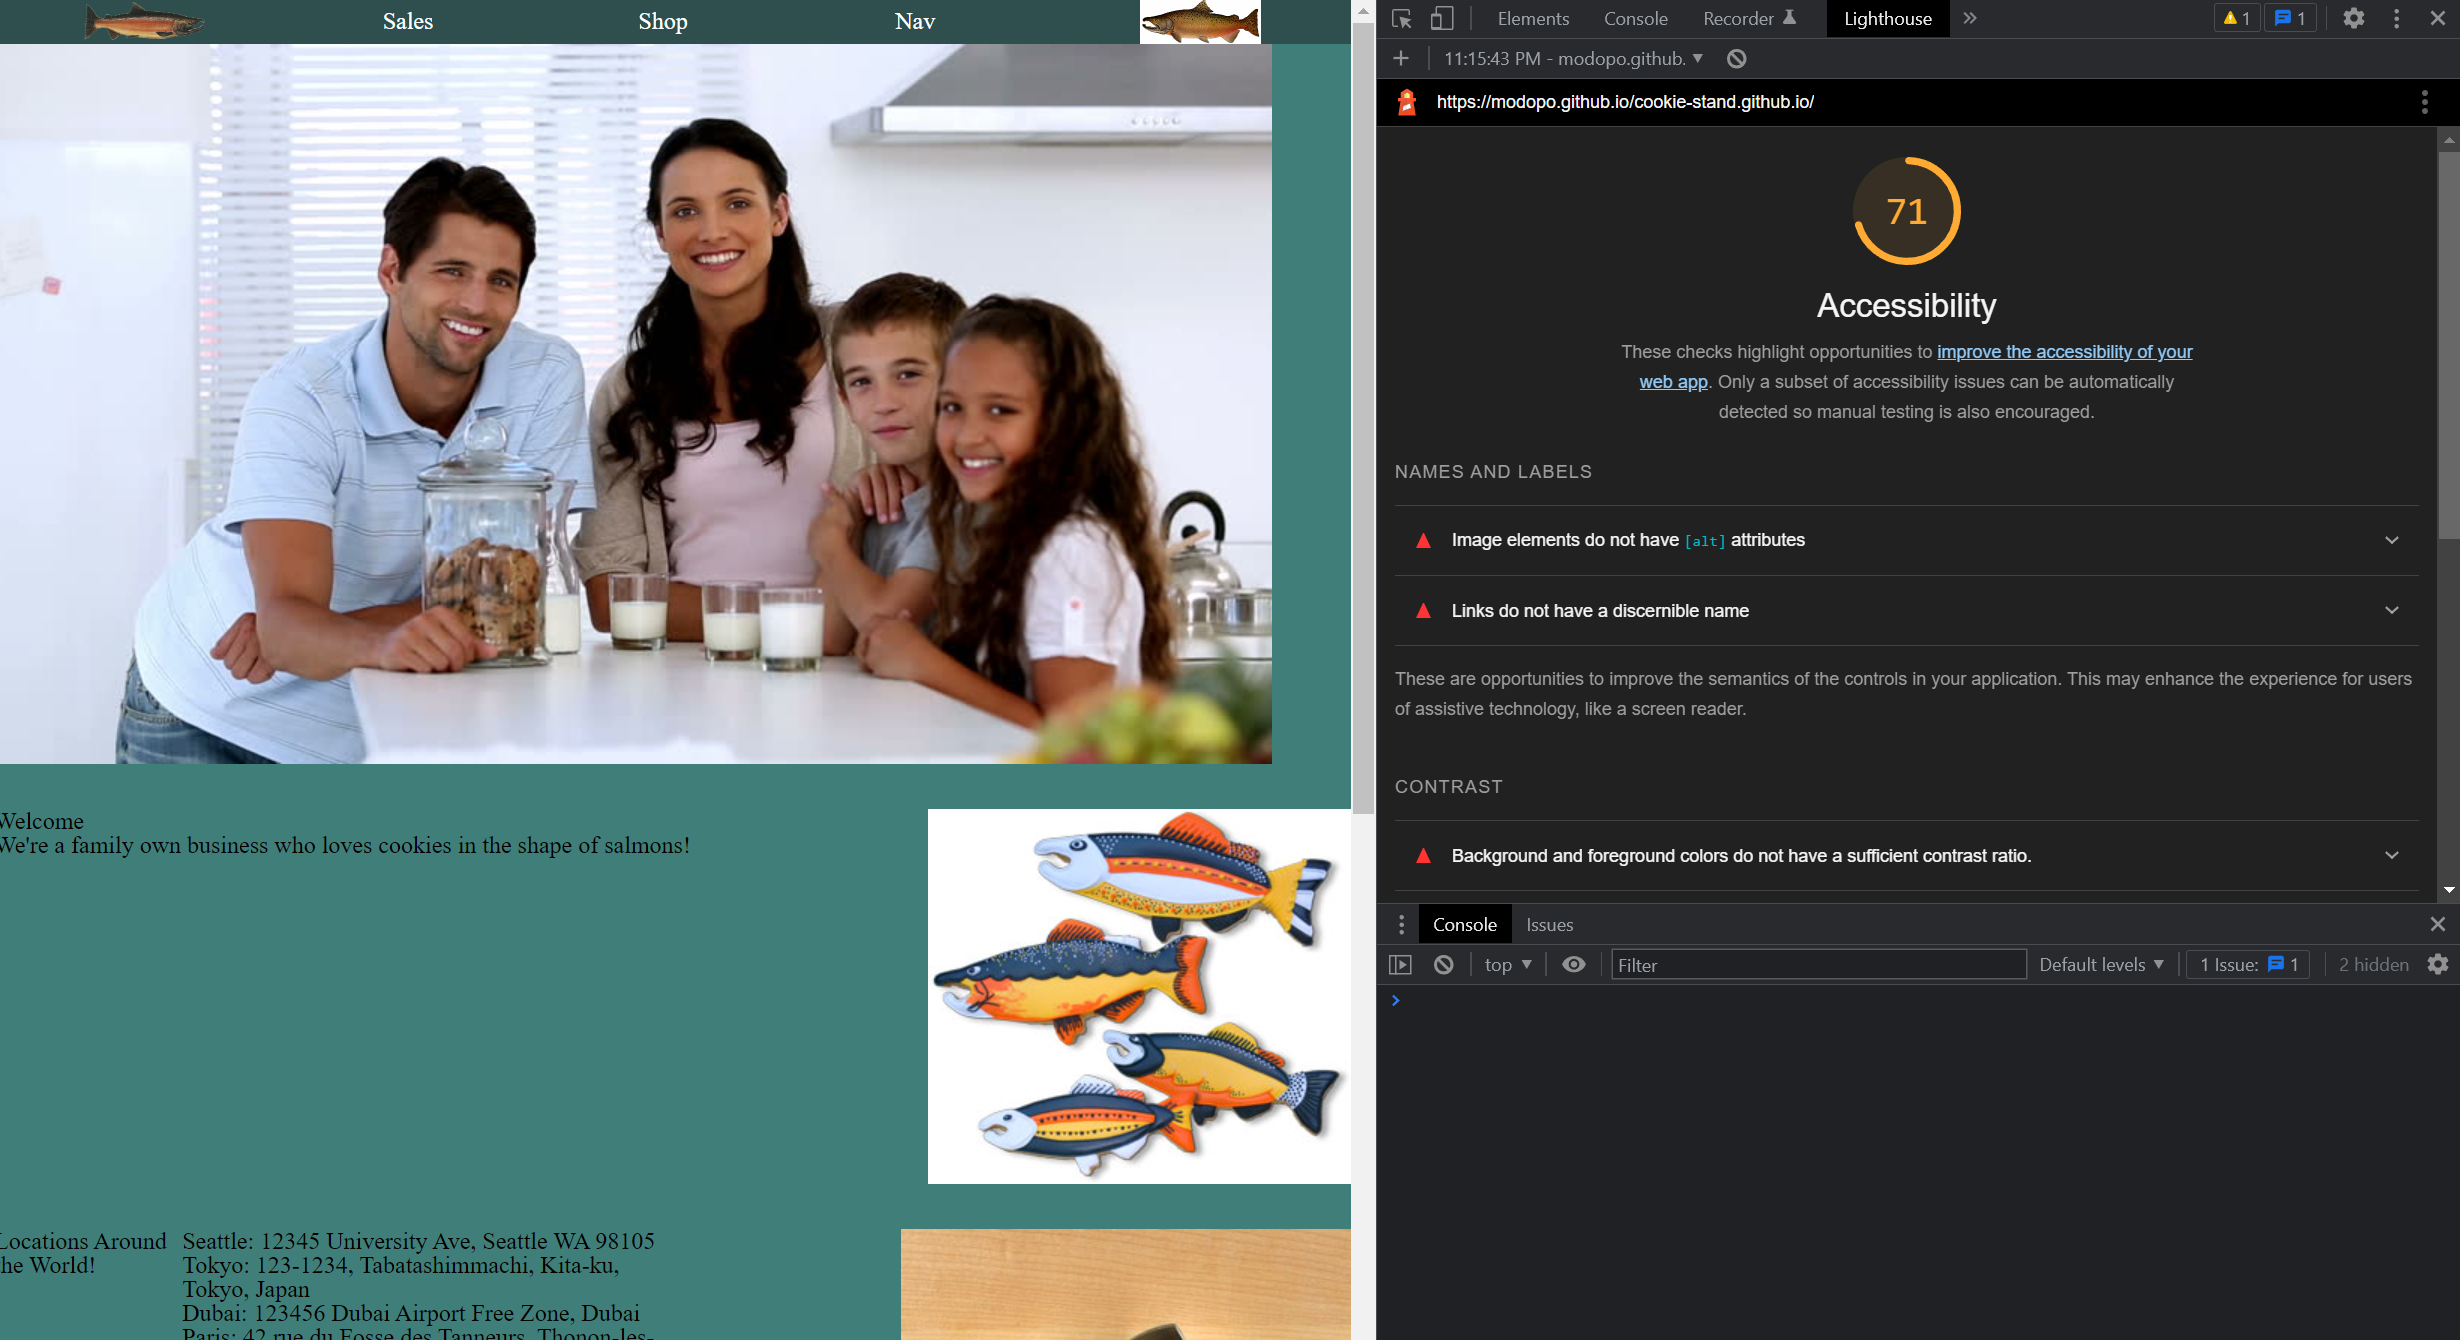 Sales
Shop
Nav
Welcome
We're a family own business who loves cookies in the shape of salmons!
Locations Around
the World!
Seattle: 12345 University Ave, Seattle WA 98105
Tokyo: 123-1234, Tabatashimmachi, Kita-ku,
Tokyo, Japan
Dubai: 123456 Dubai Airport Free Zone, Dubai
Paris: 42 rue du Fosse des Tanneurs, Thonon-les-
Elements
Console
Recorder
Lighthouse
1
1
11:15:43 PM - modopo.github.
https://modopo.github.io/cookie-stand.github.io/
71
Accessibility
These checks highlight opportunities to improve the accessibility of your
web app. Only a subset of accessibility issues can be automatically
detected so manual testing is also encouraged.
NAMES AND LABELS
Image elements do not have [alt] attributes
Links do not have a discernible name
These are opportunities to improve the semantics of the controls in your application. This may enhance the experience for users
of assistive technology, like a screen reader.
CONTRAST
Background and foreground colors do not have a sufficient contrast ratio.
Console
Issues
top
Filter
Default levels
1 Issue: 1
2 hidden